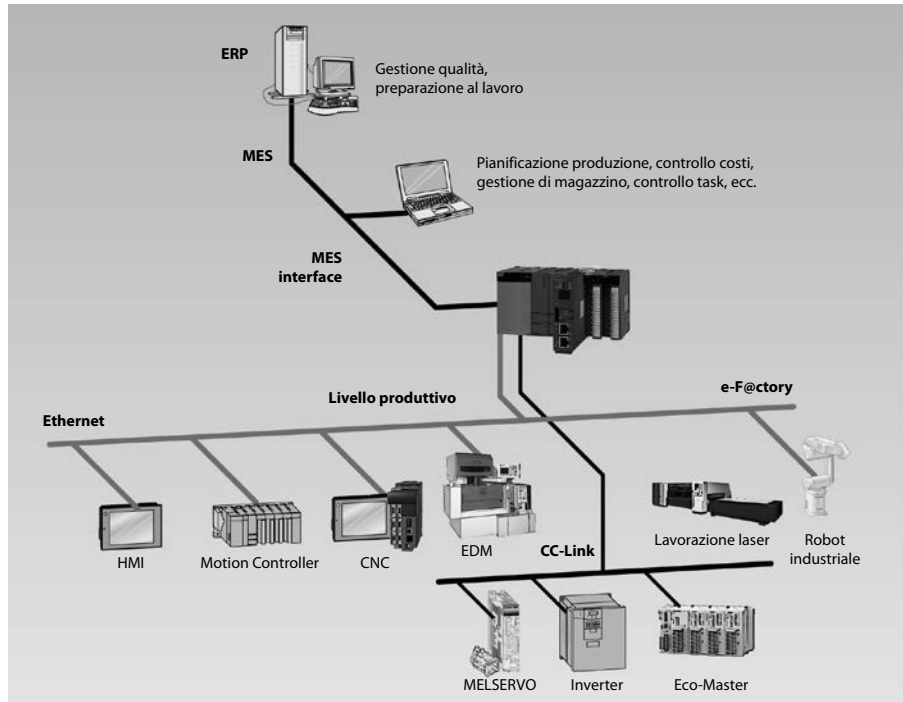 ERP
Gestione qualità,
preparazione al lavoro
MES
Pianificazione produzione, controllo costi,
gestione di magazzino, controllo task, ecc.
MES
interface
e-F@ctory
Livello produttivo
Ethernet
HMI
Motion Controller
CNC
EDM
CC-Link
Lavorazione laser
Robot
industriale
MELSERVO
Inverter
Eco-Master